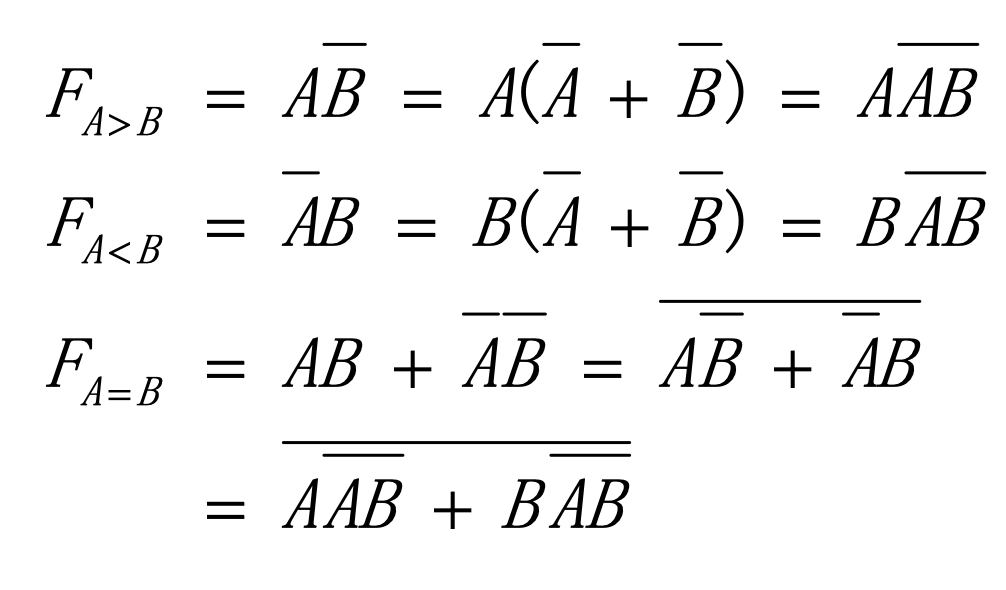 $F_{A>B} = A\overline{B} = A(\overline{A} + \overline{B}) = A\overline{AB}$
$F_{A<B} = \overline{A}B = B(\overline{A} + \overline{B}) = B\overline{AB}$
$F_{A=B} = AB + \overline{A}\,\overline{B} = \overline{A\overline{B} + \overline{A}B}$
$= \overline{A\overline{AB} + B\overline{AB}}$